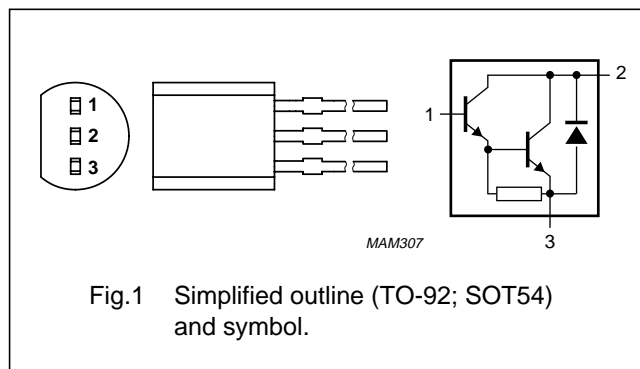 1
2
3
1
2
3
MAM307
Fig.1 Simplified outline (TO-92; SOT54)
and symbol.